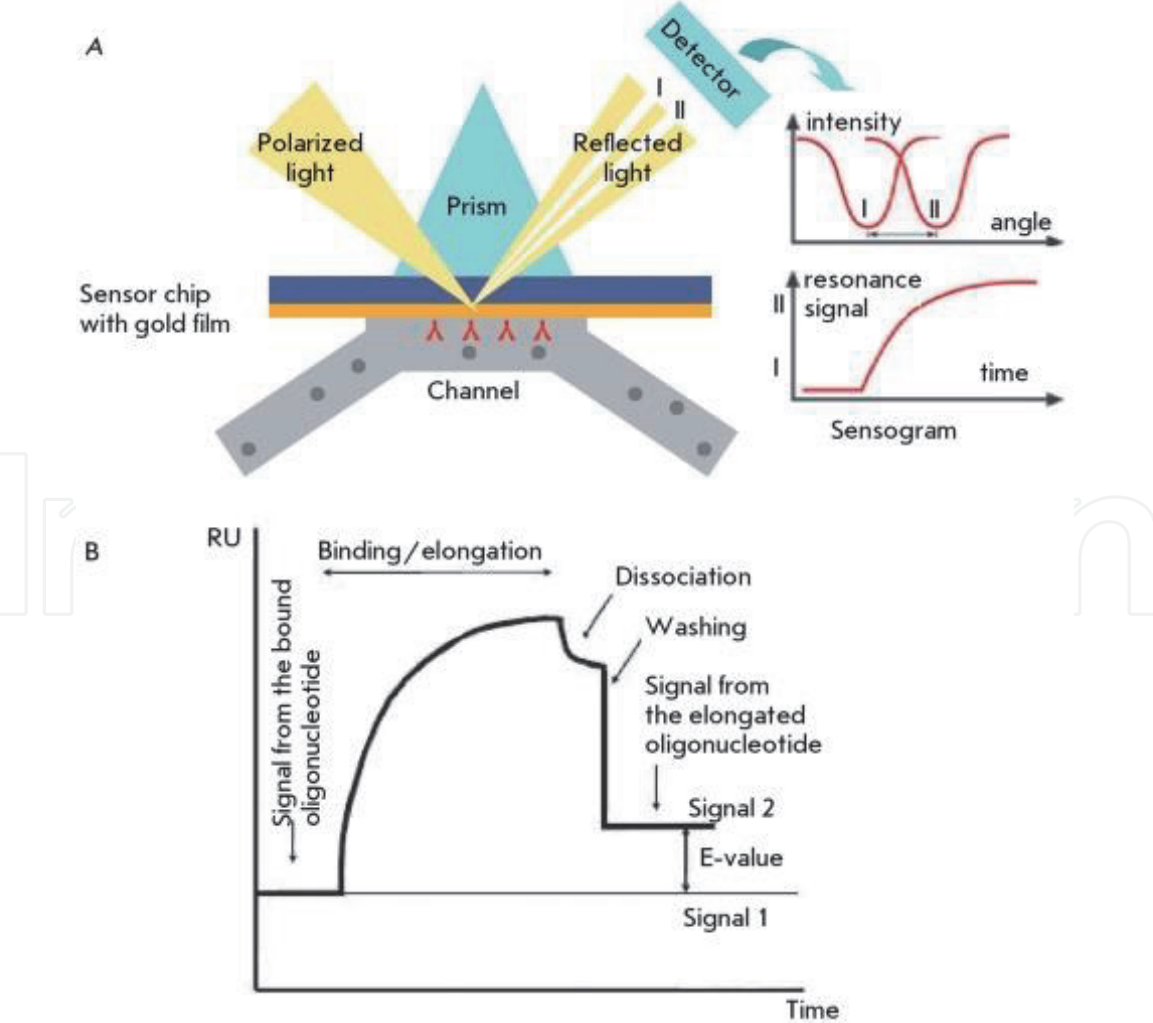 A
Detector
I
II
Polarized
light
Reflected
light
Prism
intensity
I
II
angle
Sensor chip
with gold film
resonance
II
signal
I
time
Channel
Sensogram
B
RU
Binding/elongation
Dissociation
Signal from the bound
oligonucleotide
Washing
Signal from
the elongated
oligonucleotide
Signal 2
E-value
Signal 1
Time